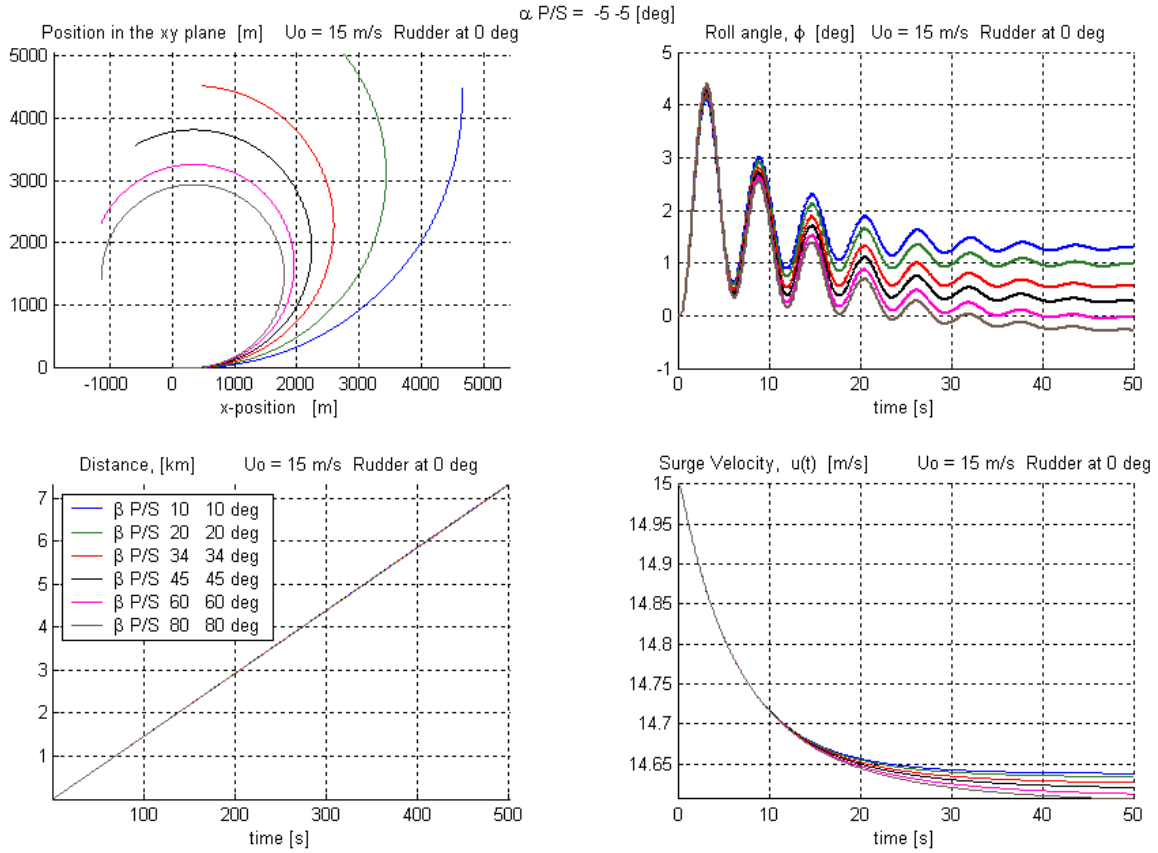 α P/S = -5 -5 [deg]
Position in the xy plane [m] Uo = 15 m/s Rudder at 0 deg
5000
4000
3000
2000
1000
0
-1000 0 1000 2000 3000 4000 5000
x-position [m]
Roll angle, ϕ [deg] Uo = 15 m/s Rudder at 0 deg
5
4
3
2
1
0
-1
0 10 20 30 40 50
time [s]
Distance, [km] Uo = 15 m/s Rudder at 0 deg
7
6
5
4
3
2
1
β P/S 10 10 deg
β P/S 20 20 deg
β P/S 34 34 deg
β P/S 45 45 deg
β P/S 60 60 deg
β P/S 80 80 deg
100 200 300 400 500
time [s]
Surge Velocity, u(t) [m/s] Uo = 15 m/s Rudder at 0 deg
15
14.95
14.9
14.85
14.8
14.75
14.7
14.65
0 10 20 30 40 50
time [s]